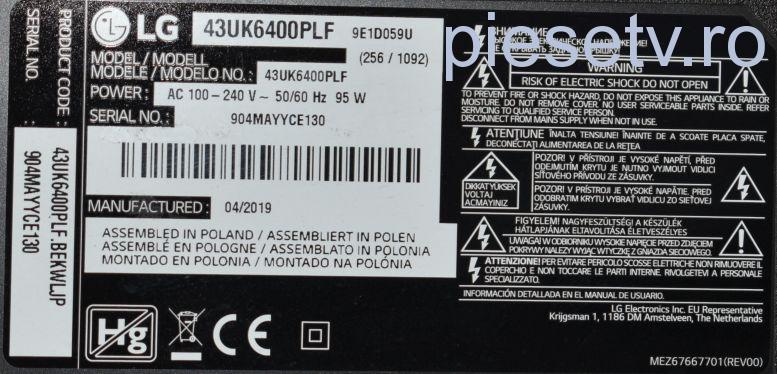 PRODUCT CODE : 43UK6400PLF.BEKWLJP
SERIAL NO. 904MAYYCE130
LG 43UK6400PLF 9E1D059U
MODEL / MODELL (256 / 1092)
MODÈLE / MODELO NO.: 43UK6400PLF
POWER: AC 100-240 V~ 50/60 Hz 95 W
SERIAL NO.: 904MAYYCE130
MANUFACTURED: 04/2019
ASSEMBLED IN POLAND / ASSEMBLIERT IN POLEN
ASSEMBLÉ EN POLOGNE / ASSEMBLATO IN POLONIA
MONTADO EN POLONIA / MONTADO NA POLÓNIA
Hg
CE
picsetv.ro
WARNING
RISK OF ELECTRIC SHOCK DO NOT OPEN
TO PREVENT FIRE OR SHOCK HAZARD, DO NOT EXPOSE THIS APPLIANCE TO RAIN OR
MOISTURE. DO NOT REMOVE COVER. NO USER SERVICEABLE PARTS INSIDE. REFER
SERVICING TO QUALIFIED SERVICE PERSONNEL.
DISCONNECT FROM MAINS SUPPLY WHEN NOT IN USE.
ATENȚIUNE ÎNALTA TENSIUNE! ÎNAINTE DE A SCOATE PLACA SPATE,
DECONECTAȚI ALIMENTAREA DE LA REȚEA
DIKKAT YÜKSEK
VOLTAJ
AÇMAYINIZ
POZOR! V PŘÍSTROJI JE VYSOKÉ NAPĚTÍ, PŘED
ODEJMUTÍM KRYTU JE NUTNO VYJMOUT VIDLICI
SÍŤOVÉHO PŘÍVODU ZE ZÁSUVKY.
POZOR! V PRÍSTROJI JE VYSOKÉ NAPÄTIE, PRED
ODOBRATÍM KRYTU VYBRAŤ VIDLICU ZO SIEŤOVEJ
ZÁSUVKY.
FIGYELEM! NAGYFESZÜLTSÉG! A KÉSZÜLÉK
HÁTLAPJÁNAK ELTÁVOLÍTÁSA ÉLETVESZÉLYES
UWAGA! W ODBIORNIKU WYSOKIE NAPIĘCIE PRZED ZDJĘCIEM
POKRYWY NALEŻY WYJĄĆ WTYCZKĘ Z GNIAZDA SIECIOWEGO.
ATTENZIONE! PER EVITARE PERICOLO SCOSSE ELETTRICHE NON RIMUOVERE IL
COPERCHIO E NON TOCCARE LE PARTI INTERNE. RIVOLGETEVI A PERSONALE
SPECIALIZZATO.
INFORMACIÓN DETALLADA EN EL MANUAL DE USUARIO.
LG Electronics Inc. EU Representative
Krijgsman 1, 1186 DM Amstelveen, The Netherlands
MEZ67667701(REV00)